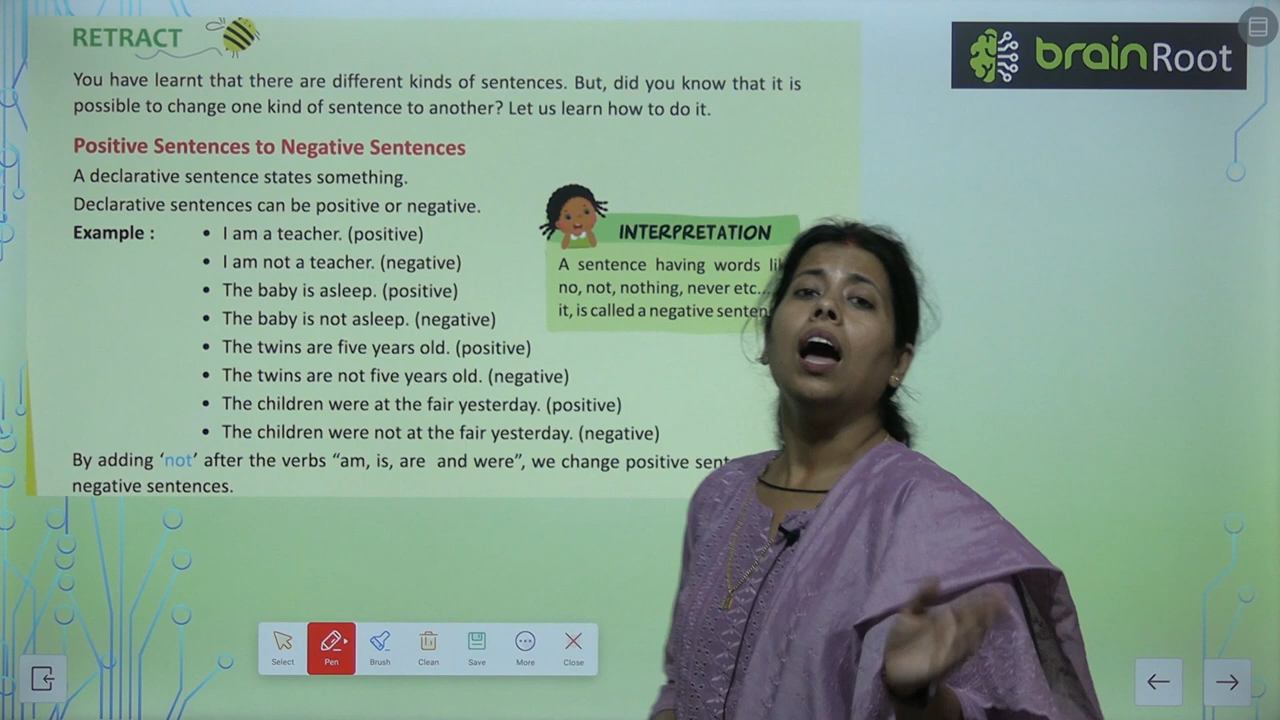 RETRACT
brainRoot
You have learnt that there are different kinds of sentences. But, did you know that it is
possible to change one kind of sentence to another? Let us learn how to do it.
Positive Sentences to Negative Sentences
A declarative sentence states something.
Declarative sentences can be positive or negative.
Example :
• I am a teacher. (positive)
• I am not a teacher. (negative)
• The baby is asleep. (positive)
• The baby is not asleep. (negative)
• The twins are five years old. (positive)
• The twins are not five years old. (negative)
• The children were at the fair yesterday. (positive)
• The children were not at the fair yesterday. (negative)
INTERPRETATION
A sentence having words
no, not, nothing, never etc...
it, is called a negative
By adding ‘not’ after the verbs “am, is, are and were”, we change positive
negative sentences.
Select
Pen
Brush
Clean
Save
More
Close